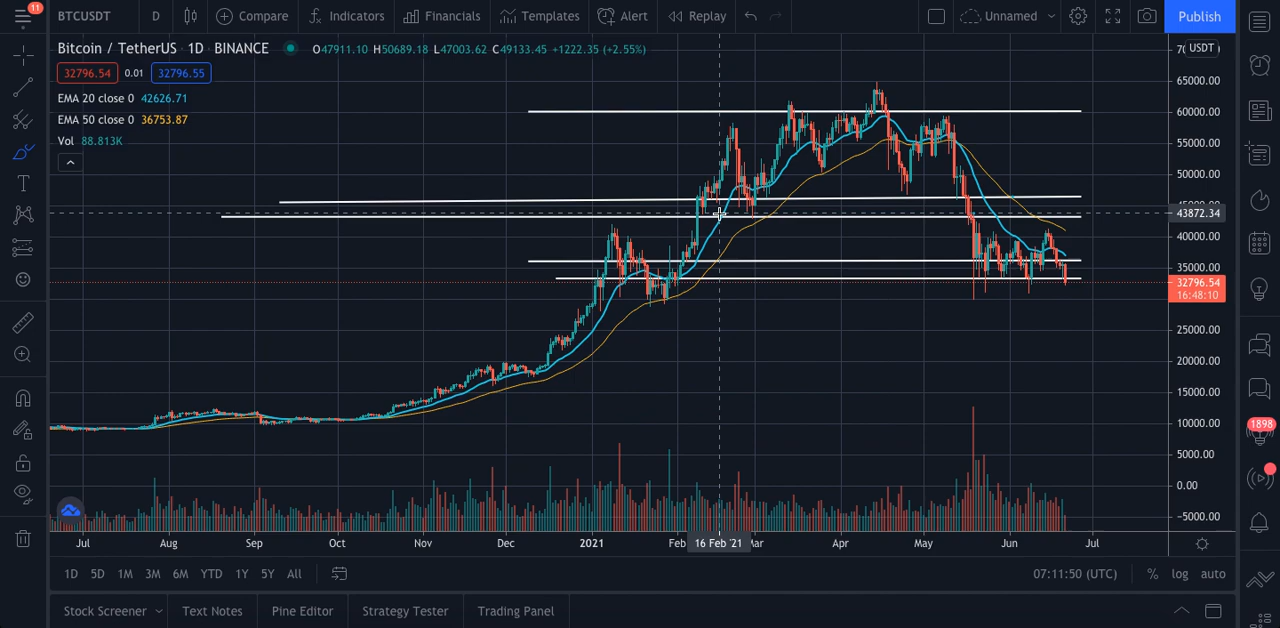 11
BTCUSDT D Compare Indicators Financials Templates Alert Replay Unnamed Publish
Bitcoin / TetherUS 1D BINANCE O47911.10 H50689.18 L47003.62 C49133.45 +1222.35 (+2.55%)
32796.54 0.01 32796.55
EMA 20 close 0 42626.71
EMA 50 close 0 36753.87
Vol 88.813K
USDT
65000.00
60000.00
55000.00
50000.00
43872.34
40000.00
35000.00
32796.54
16:48:10
25000.00
20000.00
15000.00
10000.00
5000.00
0.00
−5000.00
1898
Jul Aug Sep Oct Nov Dec 2021 Feb 16 Feb '21 Mar Apr May Jun Jul
1D 5D 1M 3M 6M YTD 1Y 5Y All 07:11:50 (UTC) % log auto
Stock Screener Text Notes Pine Editor Strategy Tester Trading Panel